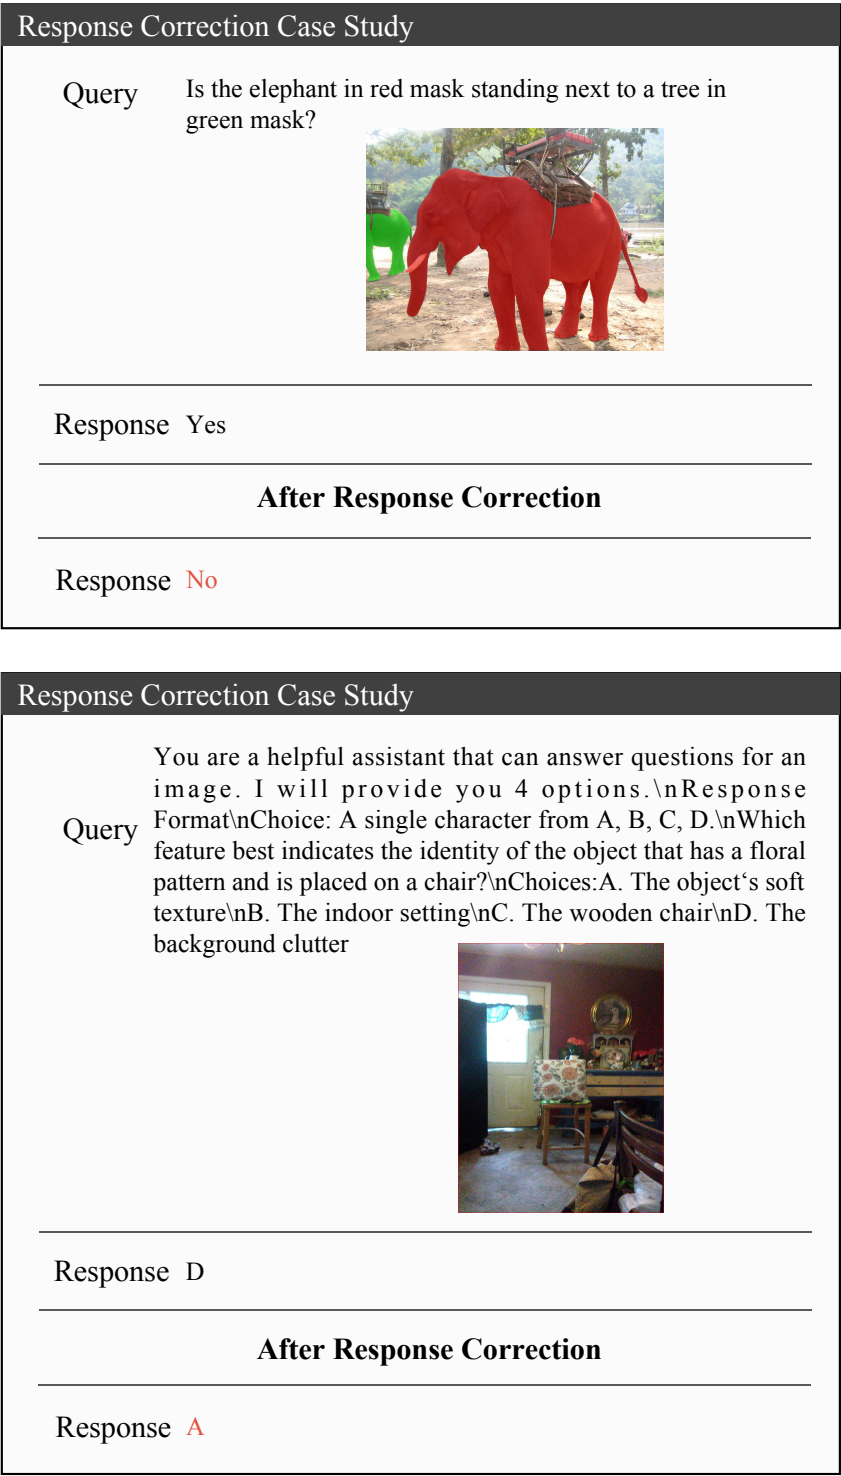 Response Correction Case Study
Query
Is the elephant in red mask standing next to a tree in
green mask?
Response Yes
After Response Correction
Response No
Response Correction Case Study
You are a helpful assistant that can answer questions for an
image. I will provide you 4 options.\nResponse
Query
Format\nChoice: A single character from A, B, C, D.\nWhich
feature best indicates the identity of the object that has a floral
pattern and is placed on a chair?\nChoices:A. The object‘s soft
texture\nB. The indoor setting\nC. The wooden chair\nD. The
background clutter
Response D
After Response Correction
Response A